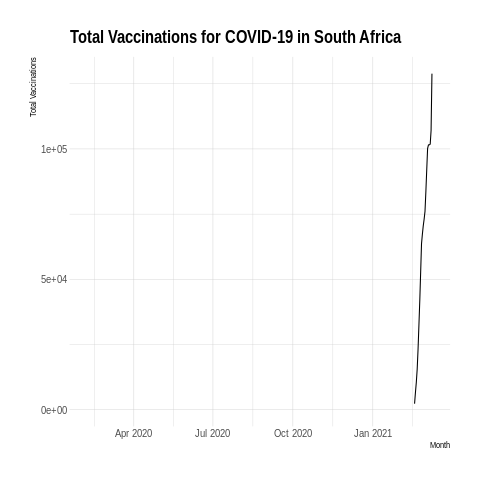 Total Vaccinations for COVID-19 in South Africa
Total Vaccinations
1e+05
5e+04
0e+00
Apr 2020
Jul 2020
Oct 2020
Jan 2021
Month